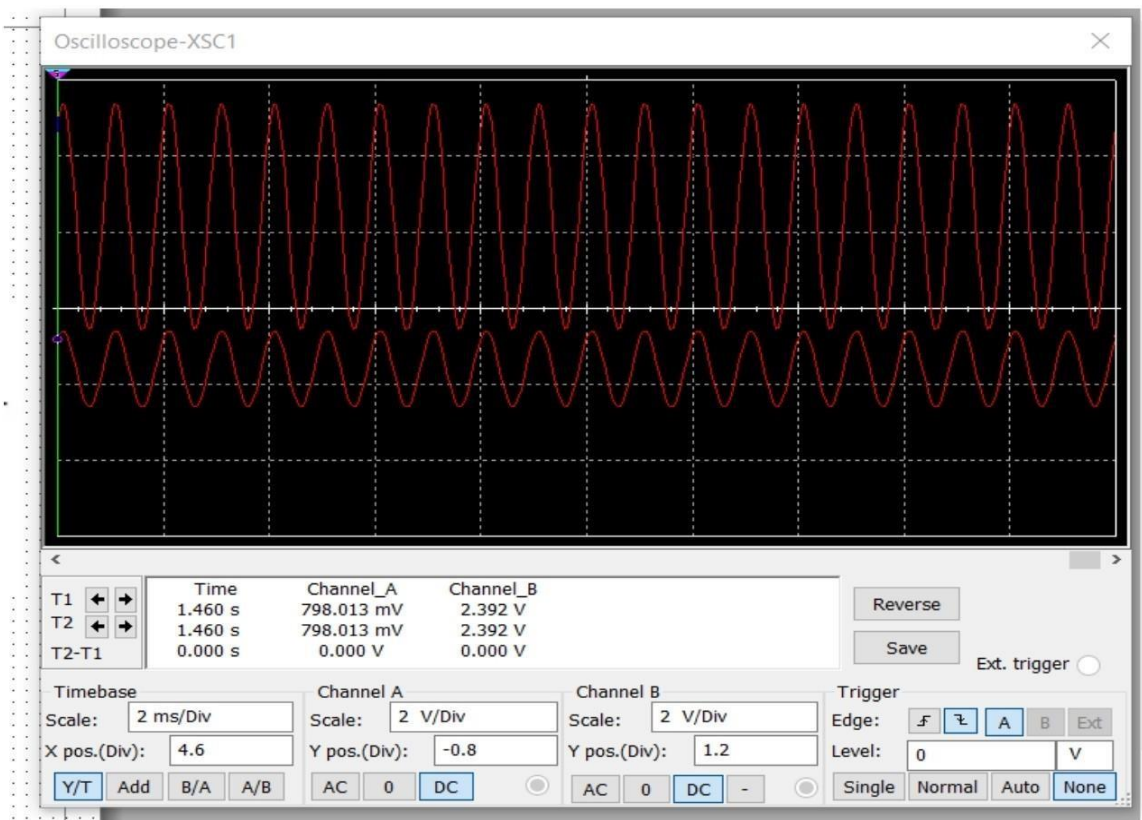 Oscilloscope-XSC1
T1
T2
T2-T1
Time Channel_A Channel_B
1.460 s 798.013 mV 2.392 V
1.460 s 798.013 mV 2.392 V
0.000 s 0.000 V 0.000 V
Reverse
Save
Ext. trigger
Timebase
Scale: 2 ms/Div
X pos.(Div): 4.6
Y/T Add B/A A/B
Channel A
Scale: 2 V/Div
Y pos.(Div): -0.8
AC 0 DC
Channel B
Scale: 2 V/Div
Y pos.(Div): 1.2
AC 0 DC -
Trigger
Edge: A B Ext
Level: 0 V
Single Normal Auto None